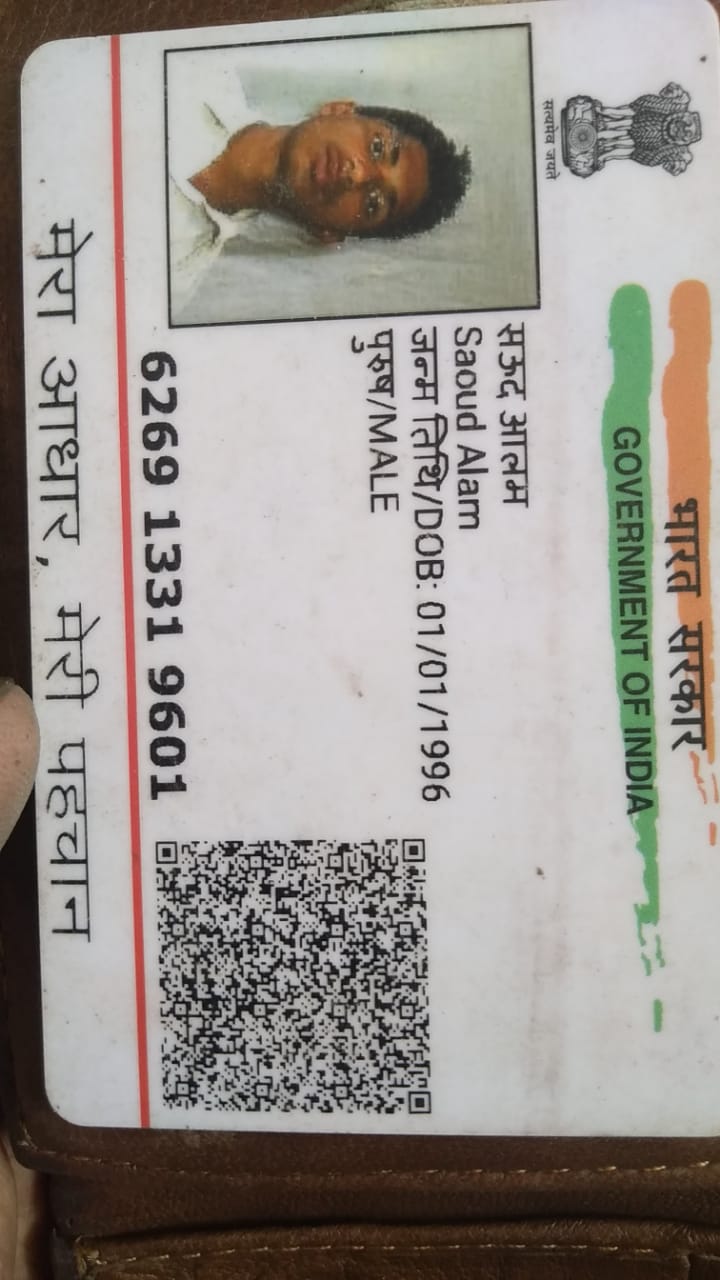 सत्यमेव जयते
भारत सरकार
GOVERNMENT OF INDIA
सऊद आलम
Saoud Alam
जन्म तिथि/DOB: 01/01/1996
पुरुष/MALE
6269 1331 9601
मेरा आधार, मेरी पहचान